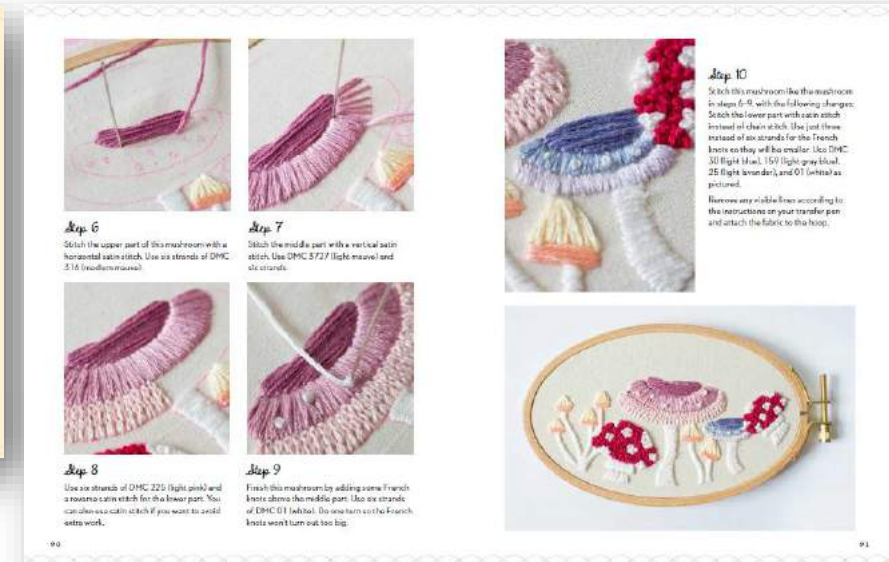 Step 6
Stitch the upper part of this mushroom with a
horizontal satin stitch. Use six strands of DMC
316 (medium mauve).
Step 7
Stitch the middle part with a vertical satin
stitch. Use DMC 3727 (light mauve) and
six strands.
Step 8
Use six strands of DMC 225 (light pink) and
a reverse satin stitch for the lower part. You
can also use satin stitch if you want to avoid
extra work.
Step 9
Finish this mushroom by adding some French
knots above the middle part. Use six strands
of DMC 01 (white). Do one turn so the French
knots won't turn out too big.
90
Step 10
Stitch this mushroom like the mushroom
in steps 6–9, with the following changes:
Stitch the lower part with satin stitch
instead of chain stitch. Use just three
instead of six strands for the French
knots so they will be smaller. Use DMC
30 (light blue), 159 (light gray blue),
25 (light lavender), and 01 (white) as
pictured.
Remove any visible lines according to
the instructions on your transfer pen
and attach the fabric to the hoop.
91